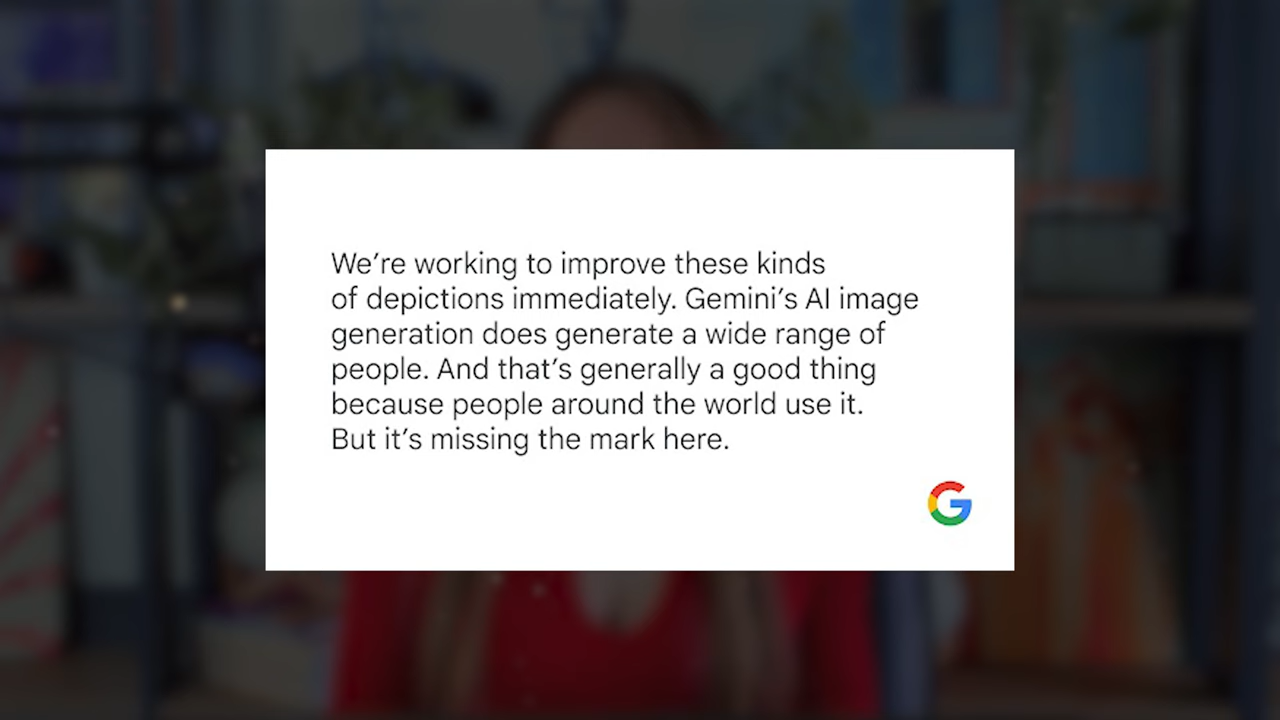 We're working to improve these kinds
of depictions immediately. Gemini's AI image
generation does generate a wide range of
people. And that's generally a good thing
because people around the world use it.
But it's missing the mark here.
G